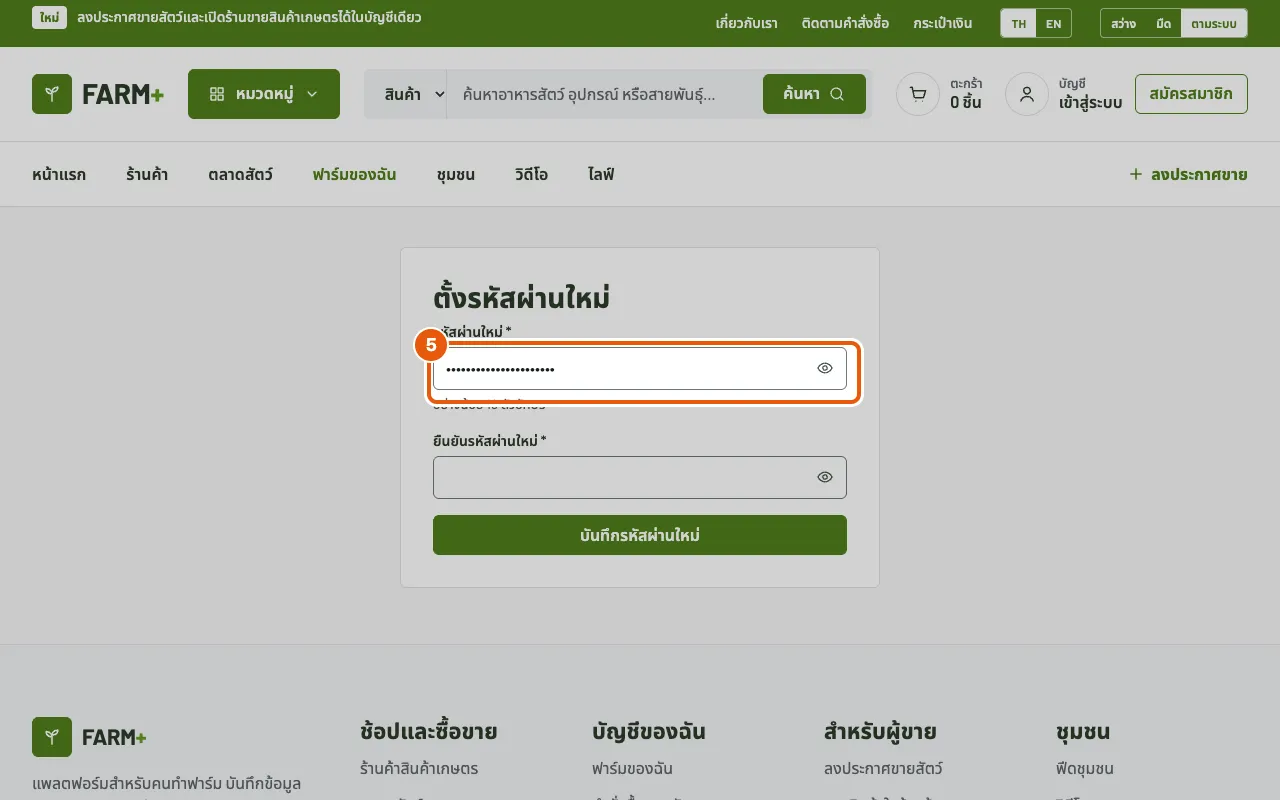 ใหม่ ลงประกาศขายสัตว์และเปิดร้านขายสินค้าเกษตรได้ในบัญชีเดียว
เกี่ยวกับเรา ติดตามคำสั่งซื้อ กระเป๋าเงิน TH EN สว่าง มืด ตามระบบ
FARM+ หมวดหมู่ สินค้า ค้นหาอาหารสัตว์ อุปกรณ์ หรือสายพันธุ์... ค้นหา
ตะกร้า
0 ชิ้น
บัญชี
เข้าสู่ระบบ
สมัครสมาชิก
หน้าแรก ร้านค้า ตลาดสัตว์ ฟาร์มของฉัน ชุมชน วิดีโอ ไลฟ์ + ลงประกาศขาย
ตั้งรหัสผ่านใหม่
5
ยืนยันรหัสผ่านใหม่ *
บันทึกรหัสผ่านใหม่
FARM+
แพลตฟอร์มสำหรับคนทำฟาร์ม บันทึกข้อมูล
ช้อปและซื้อขาย
ร้านค้าสินค้าเกษตร
บัญชีของฉัน
ฟาร์มของฉัน
สำหรับผู้ขาย
ลงประกาศขายสัตว์
ชุมชน
ฟีดชุมชน